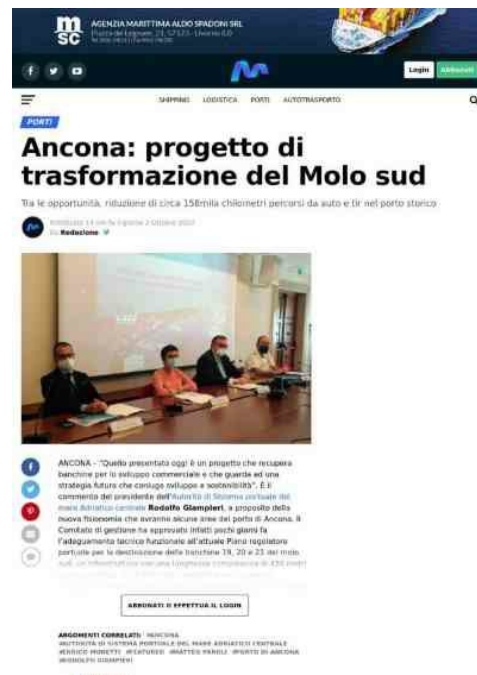 msc
AGENZIA MARITTIMA ALDO SPADONI SRL
Login
Abbonati
SHIPPING LOGISTICA PORTI AUTOTRASPORTO
PORTI
Ancona: progetto di
trasformazione del Molo sud
Tra le opportunità, riduzione di circa 158mila chilometri percorsi da auto e tir nel porto storico
Redazione
ANCONA – "Quello presentato oggi è un progetto che recupera
banchine per lo sviluppo commerciale e che guarda ad una
strategia futura che coniuga sviluppo e sostenibilità". È il
commento del presidente dell'Autorità di Sistema portuale del
mare Adriatico centrale Rodolfo Giampieri, a proposito della
nuova fisionomia che avranno alcune aree del porto di Ancona. Il
Comitato di gestione ha approvato infatti pochi giorni fa
l'adeguamento tecnico funzionale all'attuale Piano regolatore
portuale per la destinazione delle banchine 19, 20 e 21 del molo
ABBONATI O EFFETTUA IL LOGIN
ARGOMENTI CORRELATI: #ANCONA
#AUTORITÀ DI SISTEMA PORTUALE DEL MARE ADRIATICO CENTRALE
#ENRICO MORETTI #FEATURED #MATTEO PAROLI #PORTO DI ANCONA
#RODOLFO GIAMPIERI